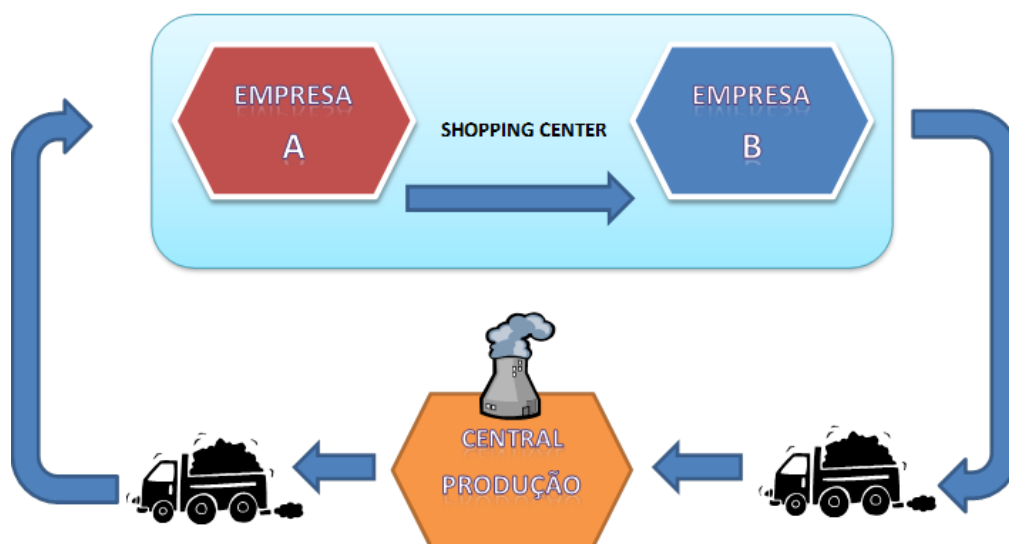 EMPRESA
A
SHOPPING CENTER
EMPRESA
B
CENTRAL
PRODUÇÃO